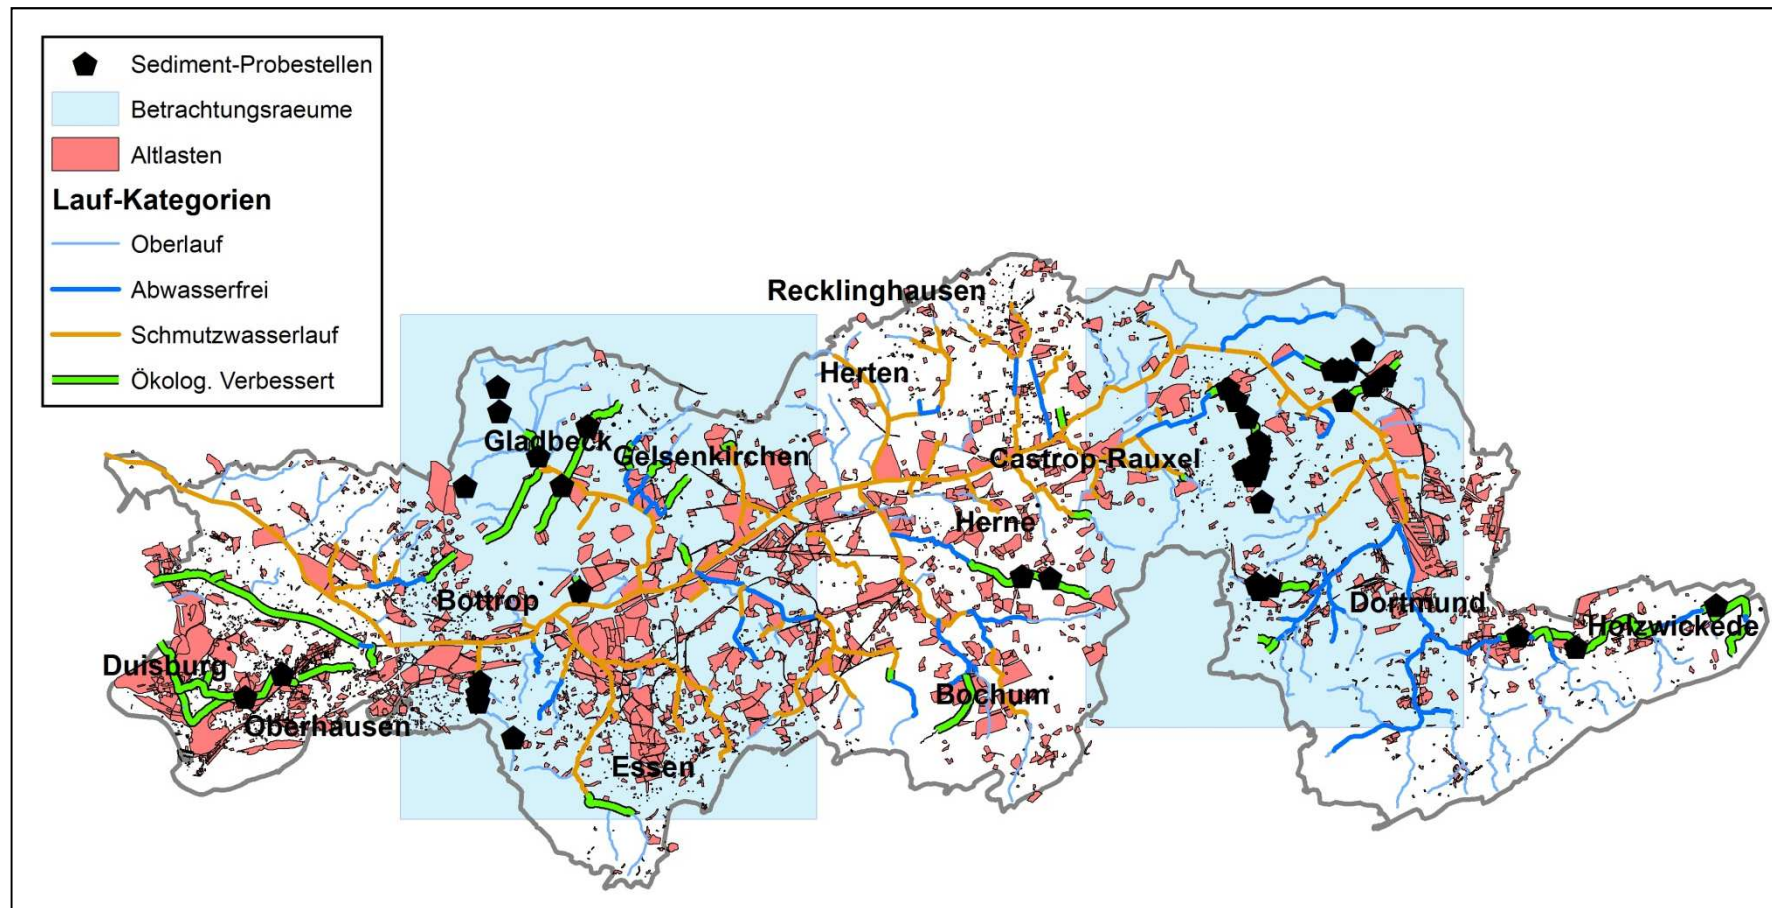 Sediment-Probestellen
Betrachtungsraeume
Altlasten
Lauf-Kategorien
Oberlauf
Abwasserfrei
Schmutzwasserlauf
Ökolog. Verbessert
Recklinghausen
Herten
Gladbeck
Gelsenkirchen
Castrop-Rauxel
Herne
Bottrop
Dortmund
Holzwickede
Duisburg
Bochum
Oberhausen
Essen